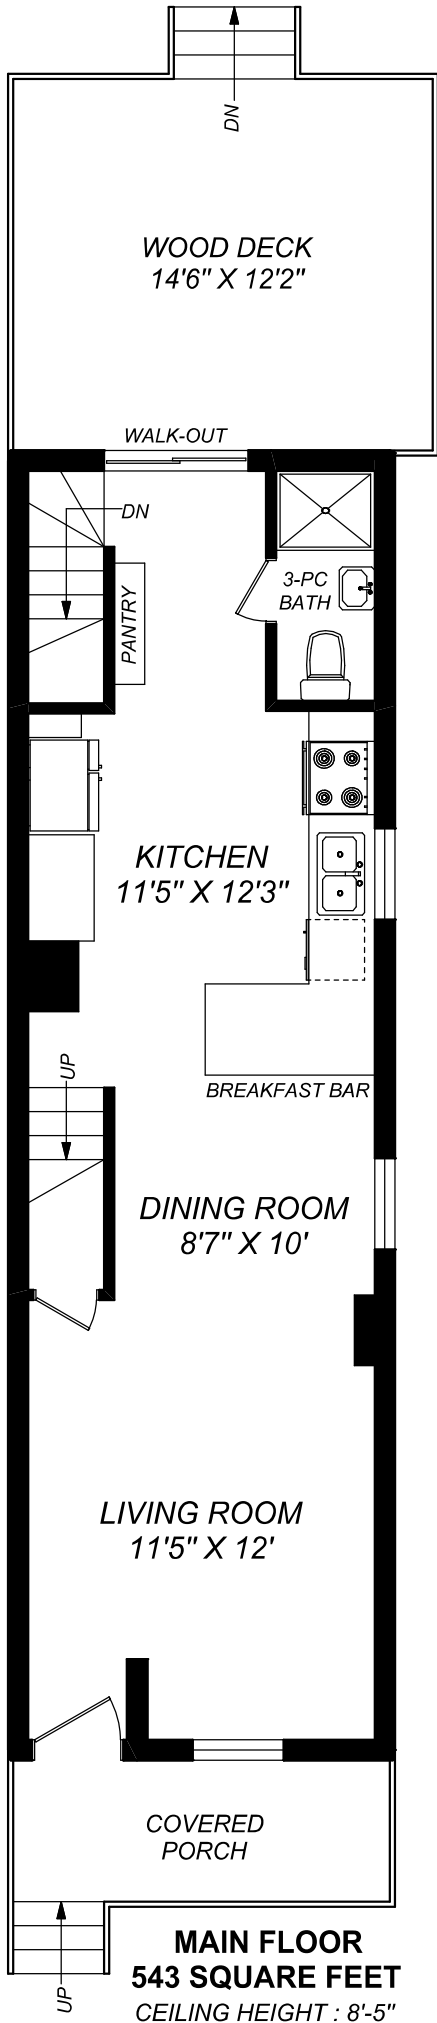 DN
WOOD DECK
14'6" X 12'2"
WALK-OUT
DN
PANTRY
3-PC
BATH
KITCHEN
11'5" X 12'3"
UP
BREAKFAST BAR
DINING ROOM
8'7" X 10'
LIVING ROOM
11'5" X 12'
COVERED
PORCH
UP
MAIN FLOOR
543 SQUARE FEET
CEILING HEIGHT : 8'-5"